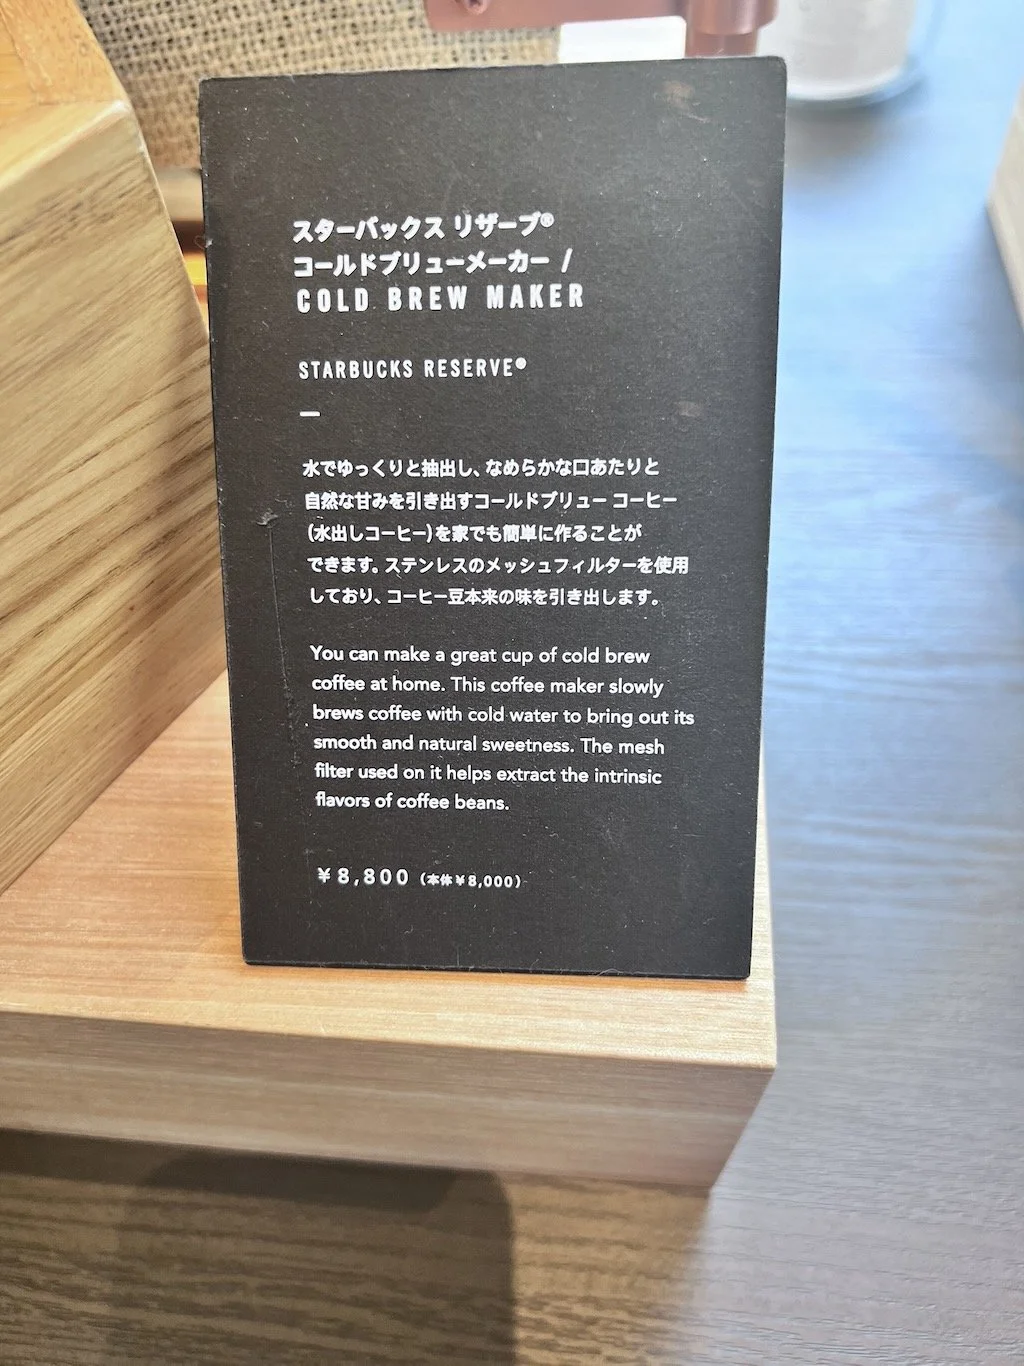 スターバックス リザーブ®
コールドブリューメーカー /
COLD BREW MAKER
STARBUCKS RESERVE®
水でゆっくりと抽出し、なめらかな口あたりと
自然な甘みを引き出すコールドブリュー コーヒー
(水出しコーヒー)を家でも簡単に作ることが
できます。ステンレスのメッシュフィルターを使用
しており、コーヒー豆本来の味を引き出します。
You can make a great cup of cold brew
coffee at home. This coffee maker slowly
brews coffee with cold water to bring out its
smooth and natural sweetness. The mesh
filter used on it helps extract the intrinsic
flavors of coffee beans.
¥8,800 (本体¥8,000)